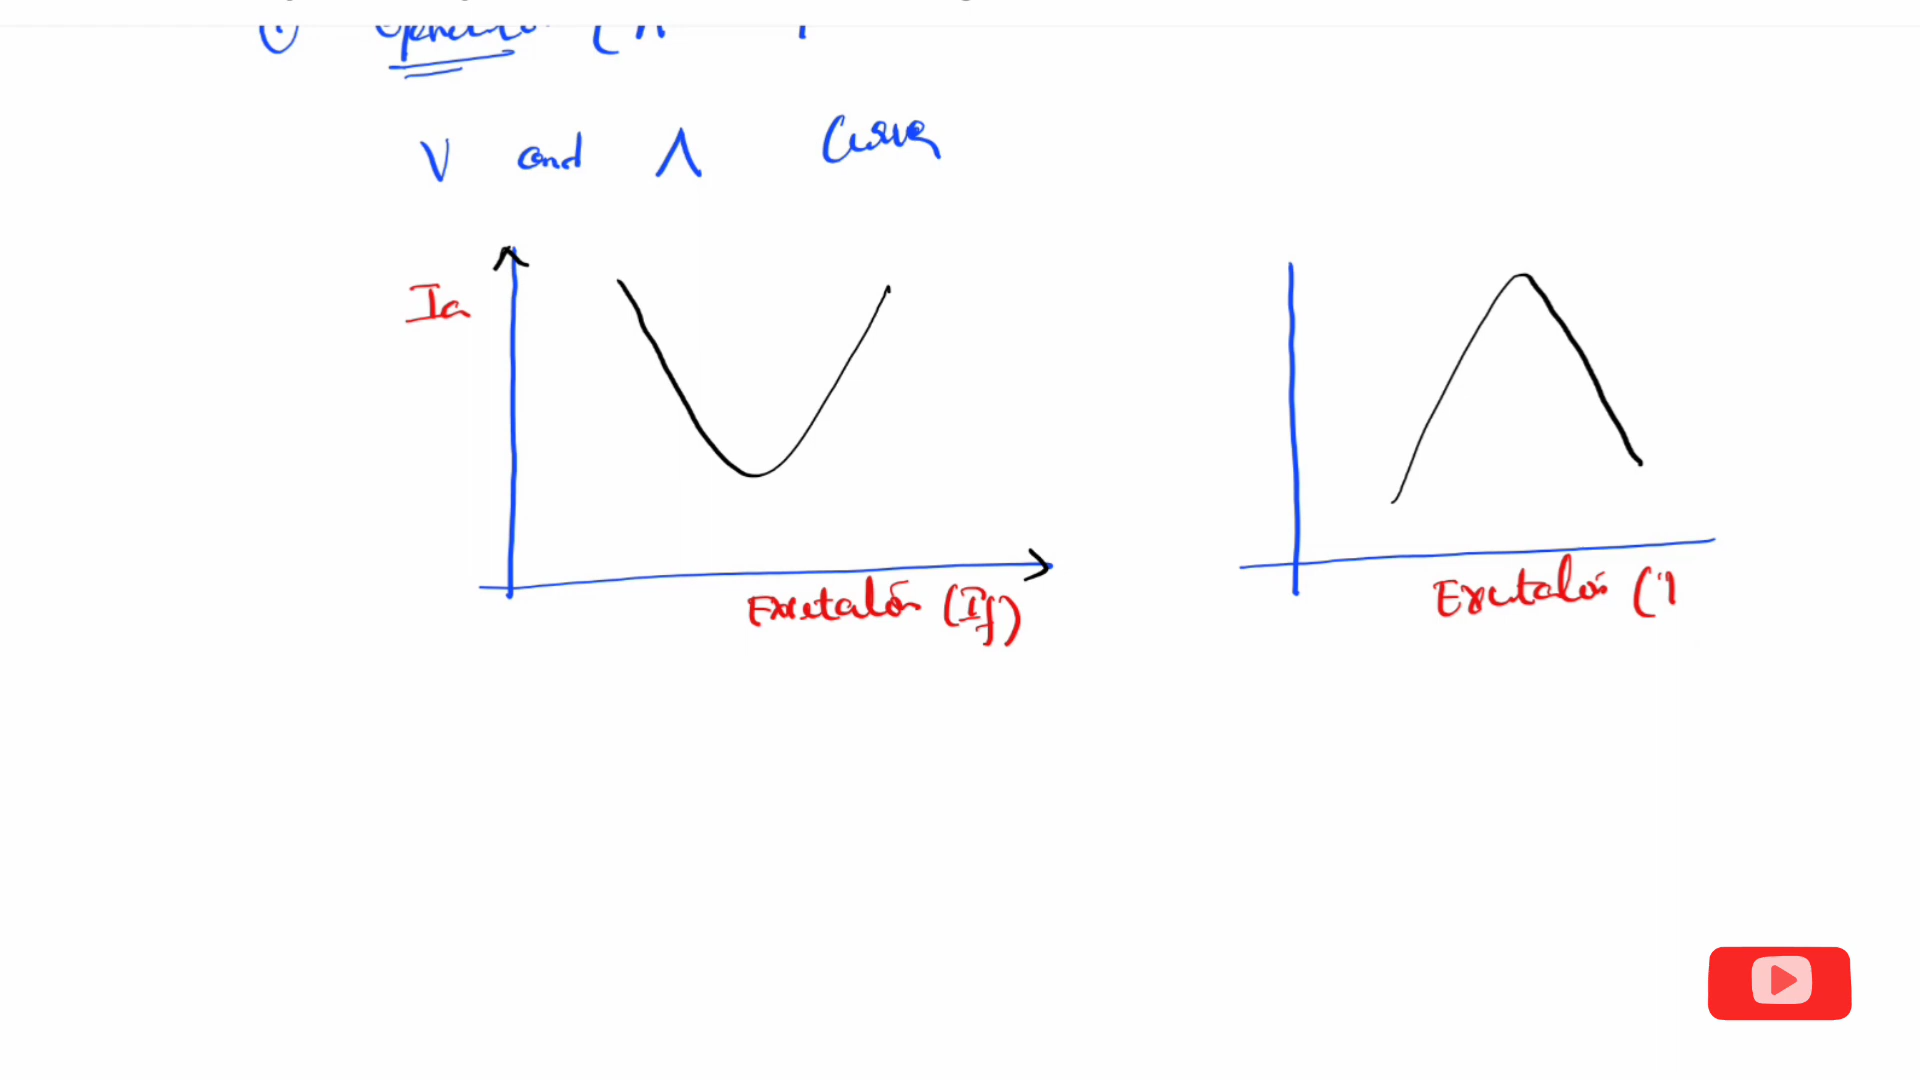 V and Λ Curve
Ia
Excitation (If)
Excitation (